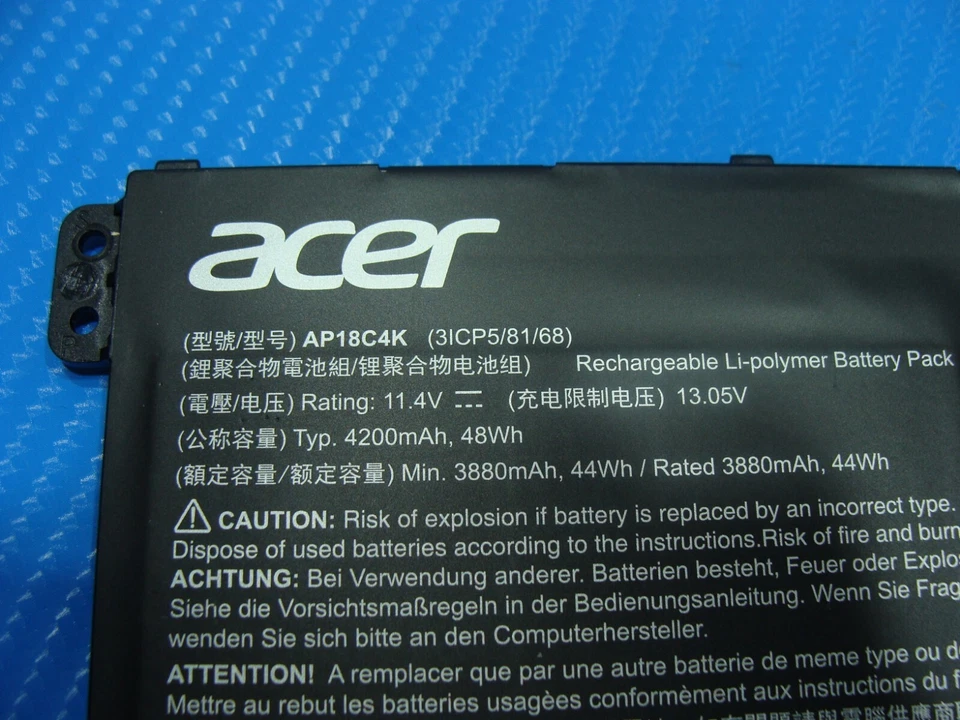 acer
(型號/型号) AP18C4K (3ICP5/81/68)
(鋰聚合物電池組/锂聚合物电池组) Rechargeable Li-polymer Battery Pack
(電壓/电压) Rating: 11.4V ⎓ (充电限制电压) 13.05V
(公称容量) Typ. 4200mAh, 48Wh
(額定容量/额定容量) Min. 3880mAh, 44Wh / Rated 3880mAh, 44Wh
⚠ CAUTION: Risk of explosion if battery is replaced by an incorrect type.
Dispose of used batteries according to the instructions.Risk of fire and burn
ACHTUNG: Bei Verwendung anderer. Batterien besteht, Feuer oder Explos
Siehe die Vorsichtsmaßregeln in der Bedienungsanleitung. Wenn Sie Frag
wenden Sie sich bitte an den Computerhersteller.
ATTENTION! A remplacer que par une autre batterie de meme type ou
Mettre au rebut les batteries usagèes conformèment aux instructions du